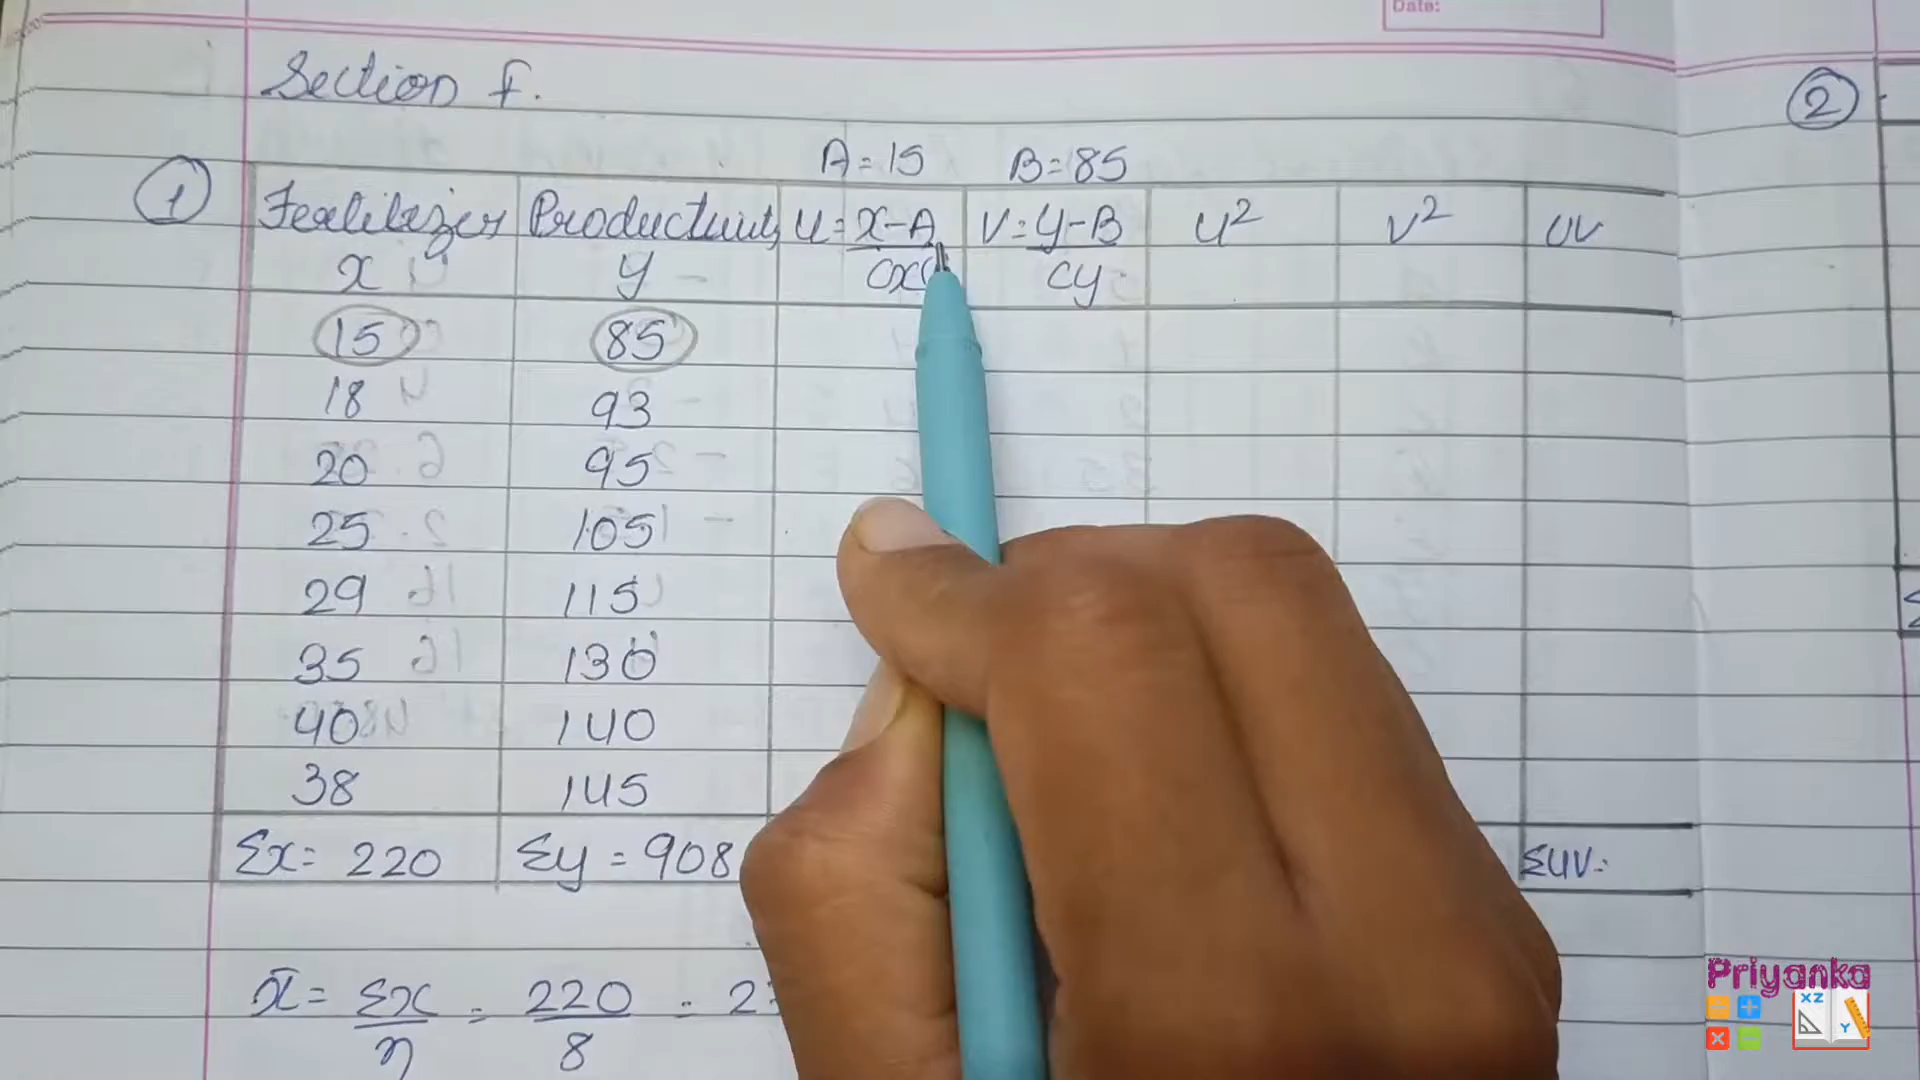 Date:
Section F.
2
A = 15 B = 85
1
Fertilizer Productivity U = x-A V = y-B U² V² UV
x y Cx Cy
15 85
18 93
20 95
25 105
29 115
35 130
40 140
38 145
Σx = 220 Σy = 908 ΣUV=
x̄ = Σx = 220 =
n 8
Priyanka
XZ
Y